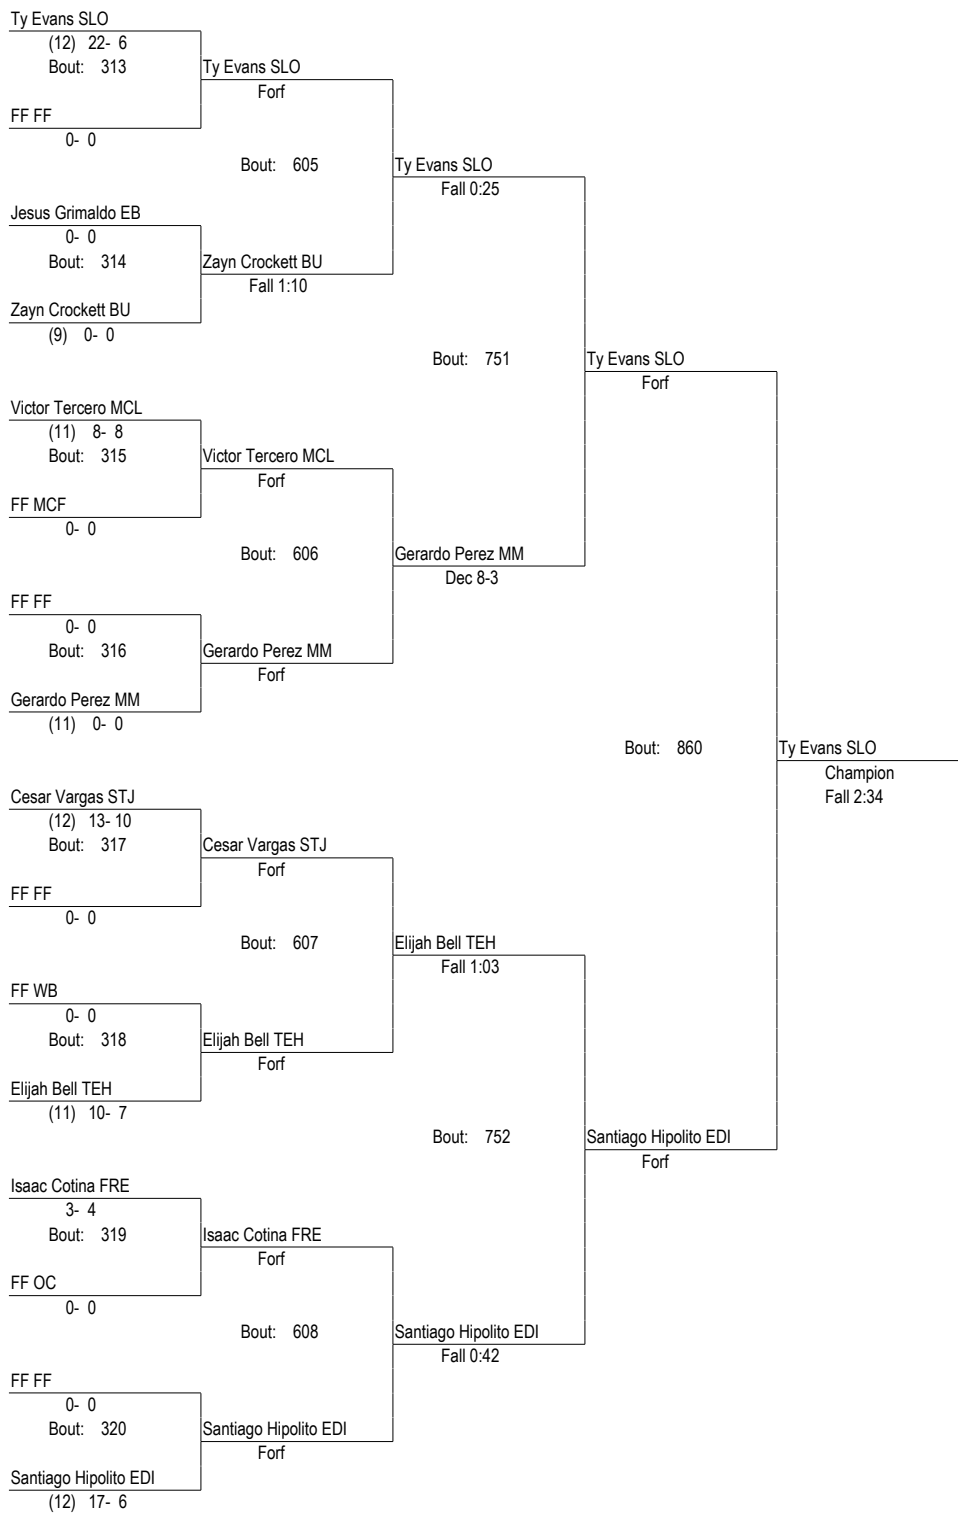 Ty Evans SLO
(12) 22- 6
Bout: 313
Ty Evans SLO
Forf
FF FF
0- 0
Bout: 605
Ty Evans SLO
Fall 0:25
Jesus Grimaldo EB
0- 0
Bout: 314
Zayn Crockett BU
Fall 1:10
Zayn Crockett BU
(9) 0- 0
Bout: 751
Ty Evans SLO
Forf
Victor Tercero MCL
(11) 8- 8
Bout: 315
Victor Tercero MCL
Forf
FF MCF
0- 0
Bout: 606
Gerardo Perez MM
Dec 8-3
FF FF
0- 0
Bout: 316
Gerardo Perez MM
Forf
Gerardo Perez MM
(11) 0- 0
Bout: 860
Ty Evans SLO
Champion
Fall 2:34
Cesar Vargas STJ
(12) 13- 10
Bout: 317
Cesar Vargas STJ
Forf
FF FF
0- 0
Bout: 607
Elijah Bell TEH
Fall 1:03
FF WB
0- 0
Bout: 318
Elijah Bell TEH
Forf
Elijah Bell TEH
(11) 10- 7
Bout: 752
Santiago Hipolito EDI
Forf
Isaac Cotina FRE
3- 4
Bout: 319
Isaac Cotina FRE
Forf
FF OC
0- 0
Bout: 608
Santiago Hipolito EDI
Fall 0:42
FF FF
0- 0
Bout: 320
Santiago Hipolito EDI
Forf
Santiago Hipolito EDI
(12) 17- 6